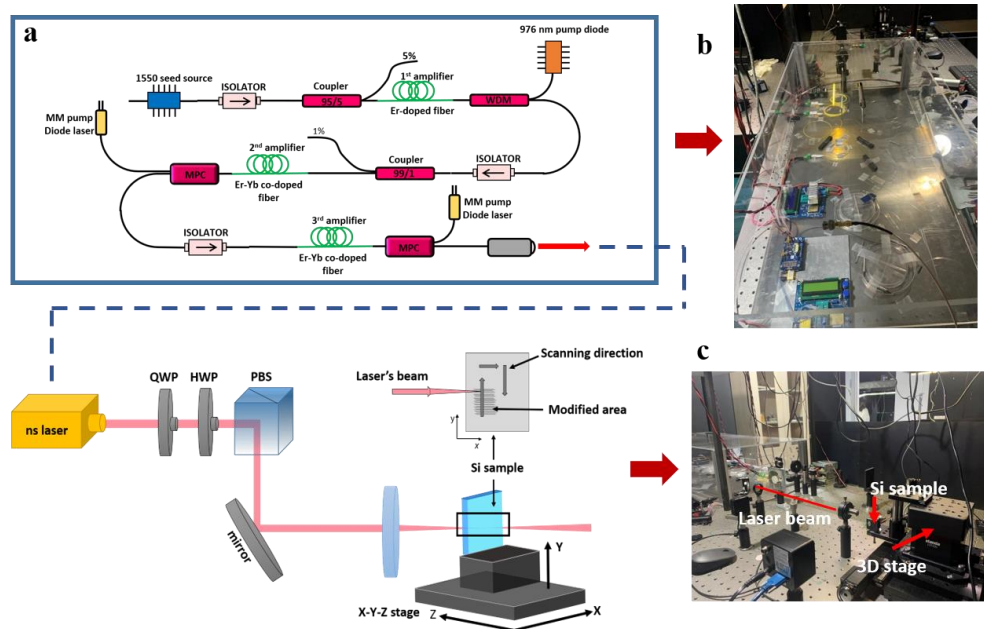 a
976 nm pump diode
5%
1550 seed source
ISOLATOR
Coupler
95/5
1st amplifier
Er-doped fiber
WDM
MM pump
Diode laser
1%
2nd amplifier
Er-Yb co-doped
fiber
MPC
Coupler
99/1
ISOLATOR
MM pump
Diode laser
ISOLATOR
3rd amplifier
Er-Yb co-doped
fiber
MPC
b
ns laser
QWP
HWP
PBS
mirror
Laser's beam
Scanning direction
Modified area
y
x
Si sample
Y
X-Y-Z stage
Z
X
c
Si sample
Laser beam
3D stage